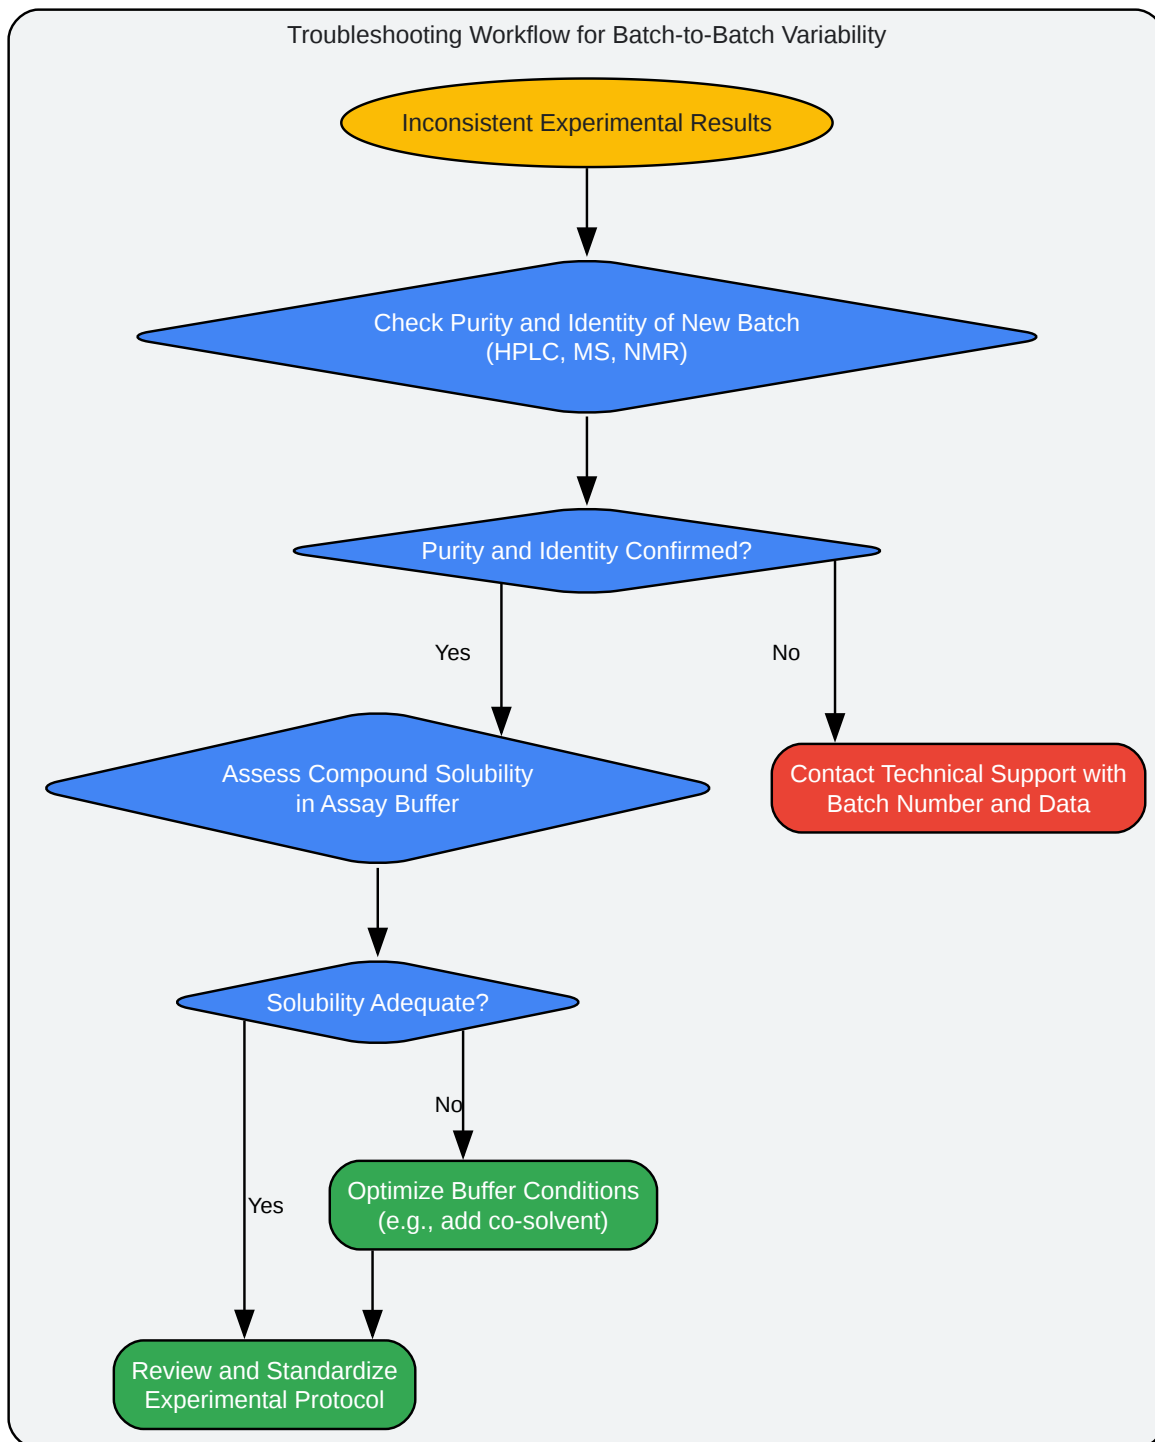 Troubleshooting Workflow for Batch-to-Batch Variability
Inconsistent Experimental Results
Check Purity and Identity of New Batch
(HPLC, MS, NMR)
Purity and Identity Confirmed?
Yes
No
Assess Compound Solubility
in Assay Buffer
Contact Technical Support with
Batch Number and Data
Solubility Adequate?
No
Yes
Optimize Buffer Conditions
(e.g., add co-solvent)
Review and Standardize
Experimental Protocol